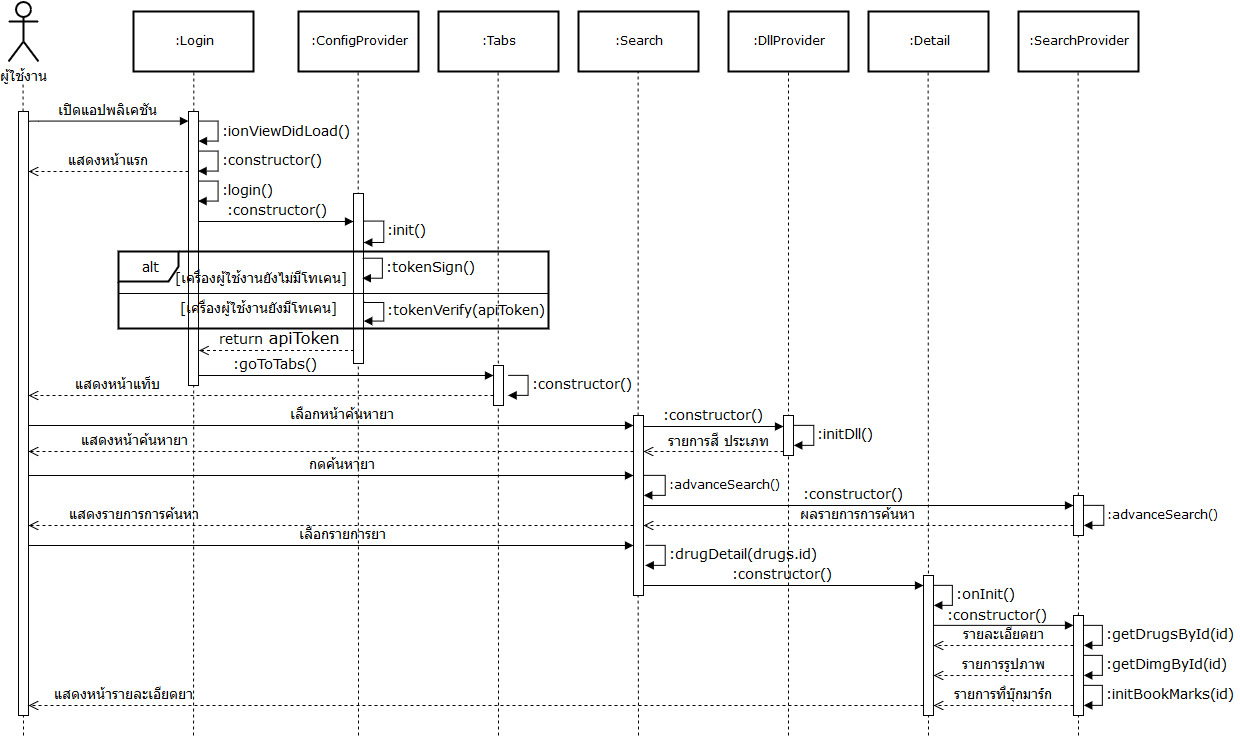 :Login
:ConfigProvider
:Tabs
:Search
:DllProvider
:Detail
:SearchProvider
ผู้ใช้งาน
เปิดแอปพลิเคชัน
:ionViewDidLoad()
แสดงหน้าแรก
:constructor()
:login()
:constructor()
:init()
alt
[เครื่องผู้ใช้งานยังไม่มีโทเคน]
:tokenSign()
[เครื่องผู้ใช้งานยังมีโทเคน]
:tokenVerify(apiToken)
return apiToken
:goToTabs()
แสดงหน้าแท็บ
:constructor()
เลือกหน้าค้นหายา
:constructor()
แสดงหน้าค้นหายา
รายการสี ประเภท
:initDll()
กดค้นหายา
:advanceSearch()
:constructor()
แสดงรายการการค้นหา
ผลรายการการค้นหา
:advanceSearch()
เลือกรายการยา
:drugDetail(drugs.id)
:constructor()
:onInit()
:constructor()
รายละเอียดยา
:getDrugsById(id)
รายการรูปภาพ
:getDimgById(id)
แสดงหน้ารายละเอียดยา
รายการที่บุ๊กมาร์ก
:initBookMarks(id)